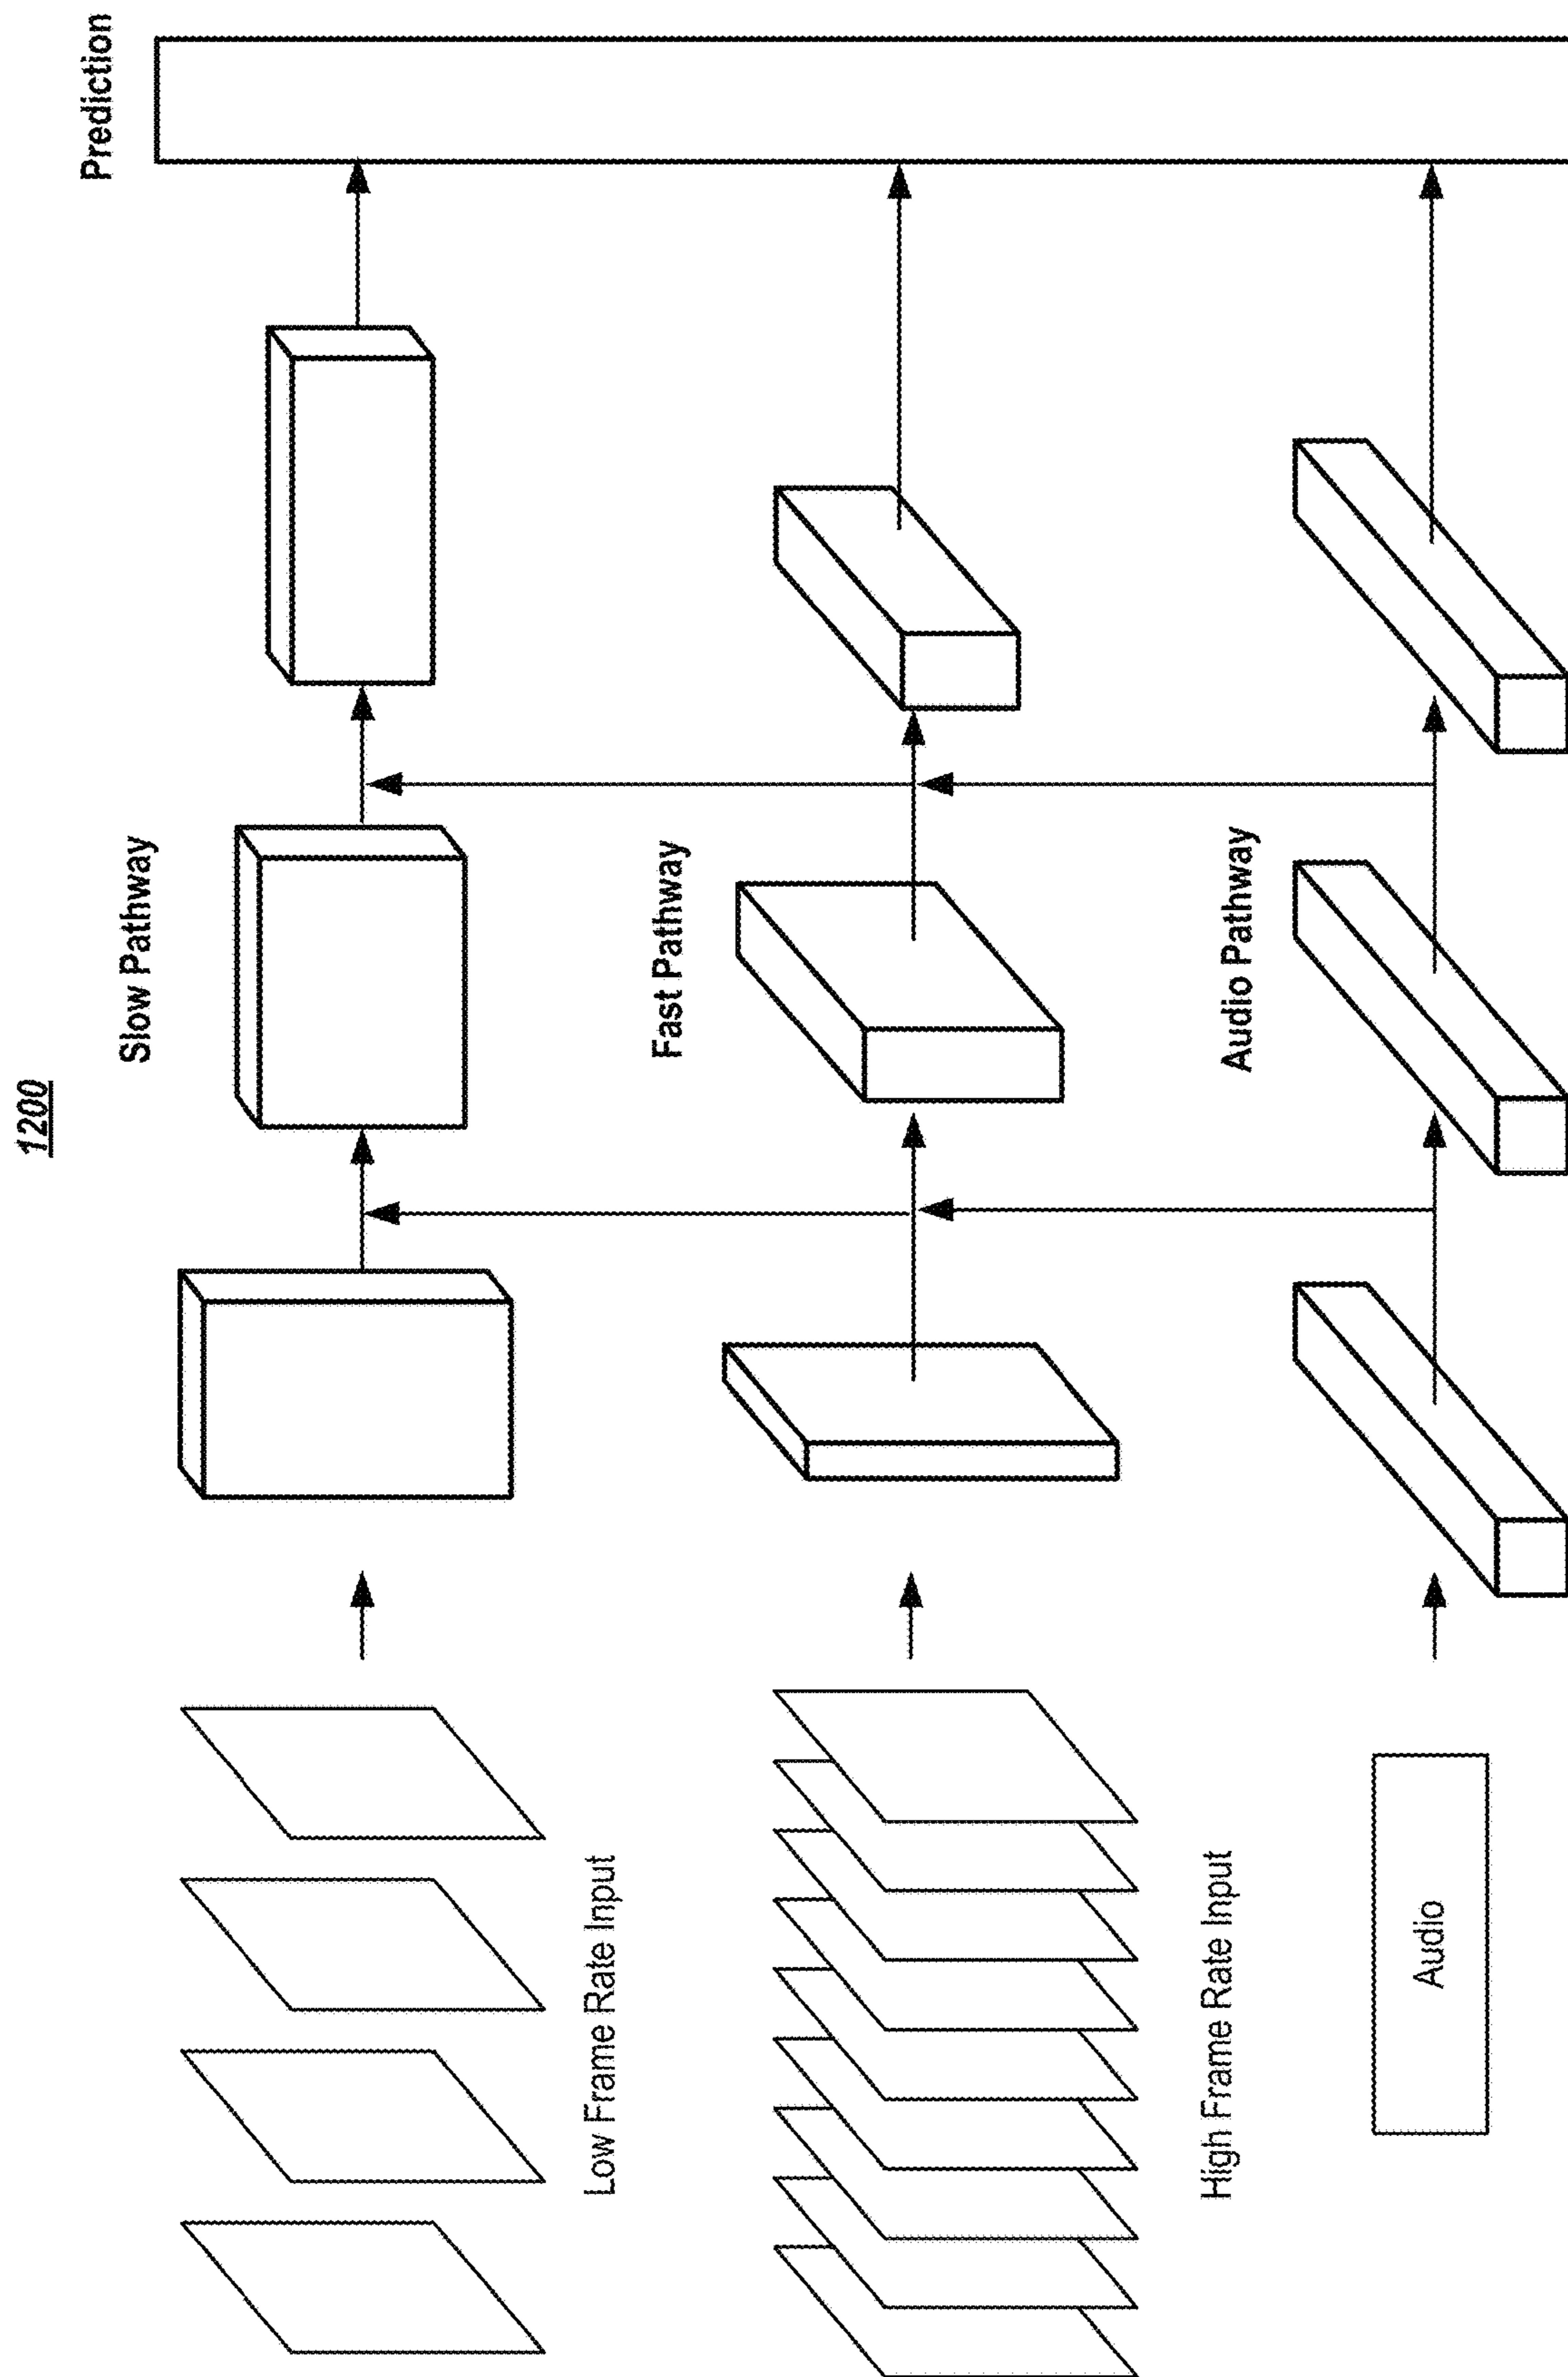 1200
Slow Pathway
Prediction
Low Frame Rate Input
Fast Pathway
High Frame Rate Input
Audio Pathway
Audio